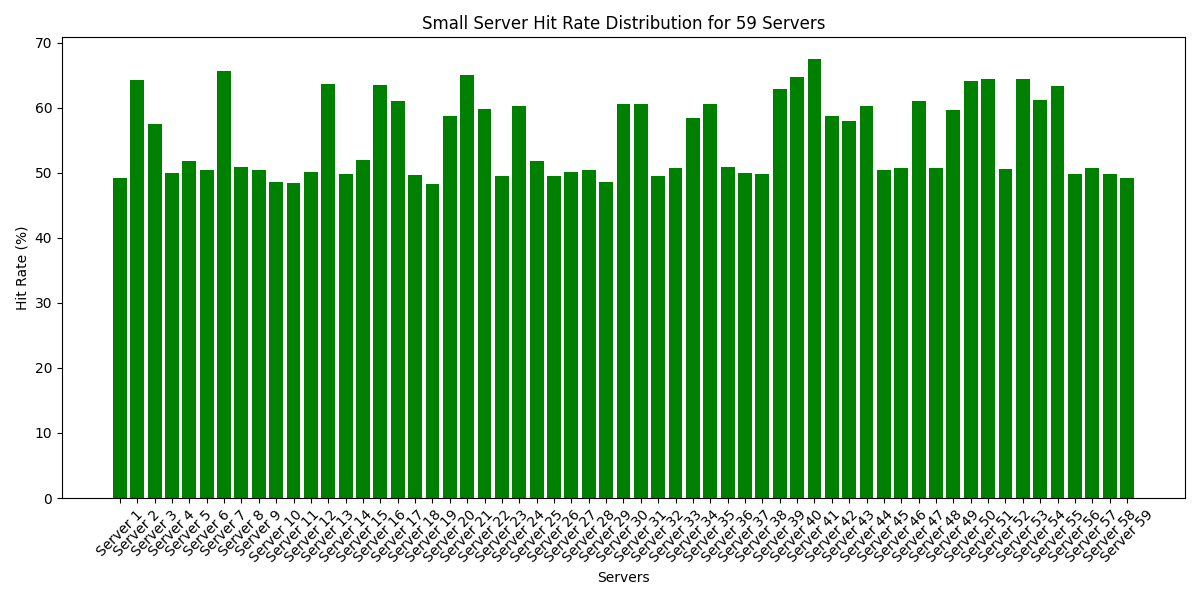 Small Server Hit Rate Distribution for 59 Servers
70
60
50
40
30
20
10
0
Hit Rate (%)
Server 1
Server 2
Server 3
Server 4
Server 5
Server 6
Server 7
Server 8
Server 9
Server 10
Server 11
Server 12
Server 13
Server 14
Server 15
Server 16
Server 17
Server 18
Server 19
Server 20
Server 21
Server 22
Server 23
Server 24
Server 25
Server 26
Server 27
Server 28
Server 29
Server 30
Server 31
Server 32
Server 33
Server 34
Server 35
Server 36
Server 37
Server 38
Server 39
Server 40
Server 41
Server 42
Server 43
Server 44
Server 45
Server 46
Server 47
Server 48
Server 49
Server 50
Server 51
Server 52
Server 53
Server 54
Server 55
Server 56
Server 57
Server 58
Server 59
Servers